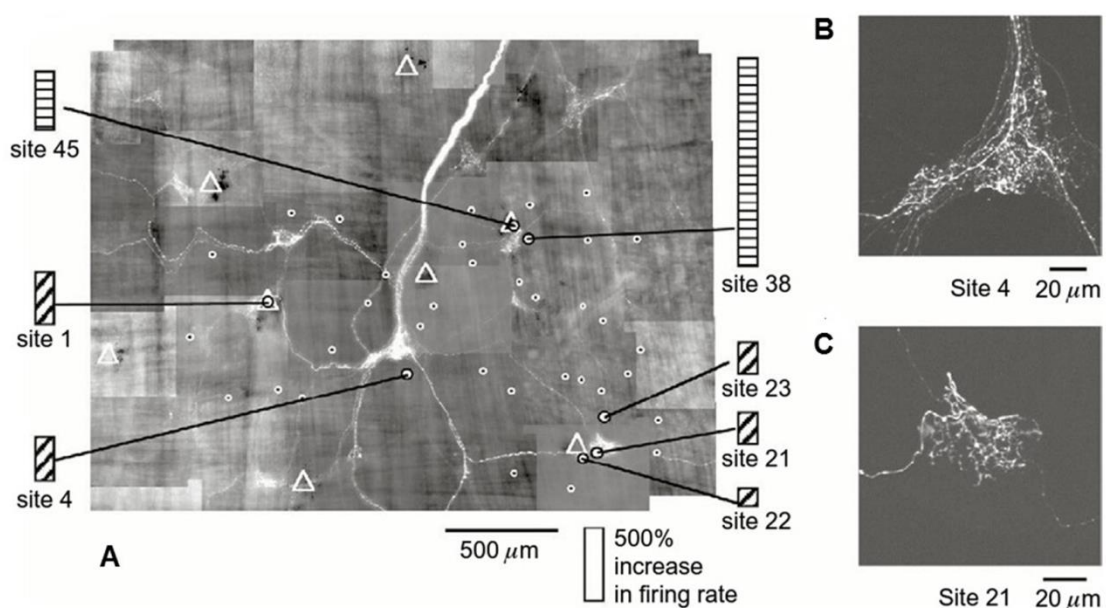 B
site 45
site 38
site 1
Site 4
20 μm
C
site 23
site 21
site 4
site 22
A
500 μm
500%
increase
in firing rate
Site 21
20 μm